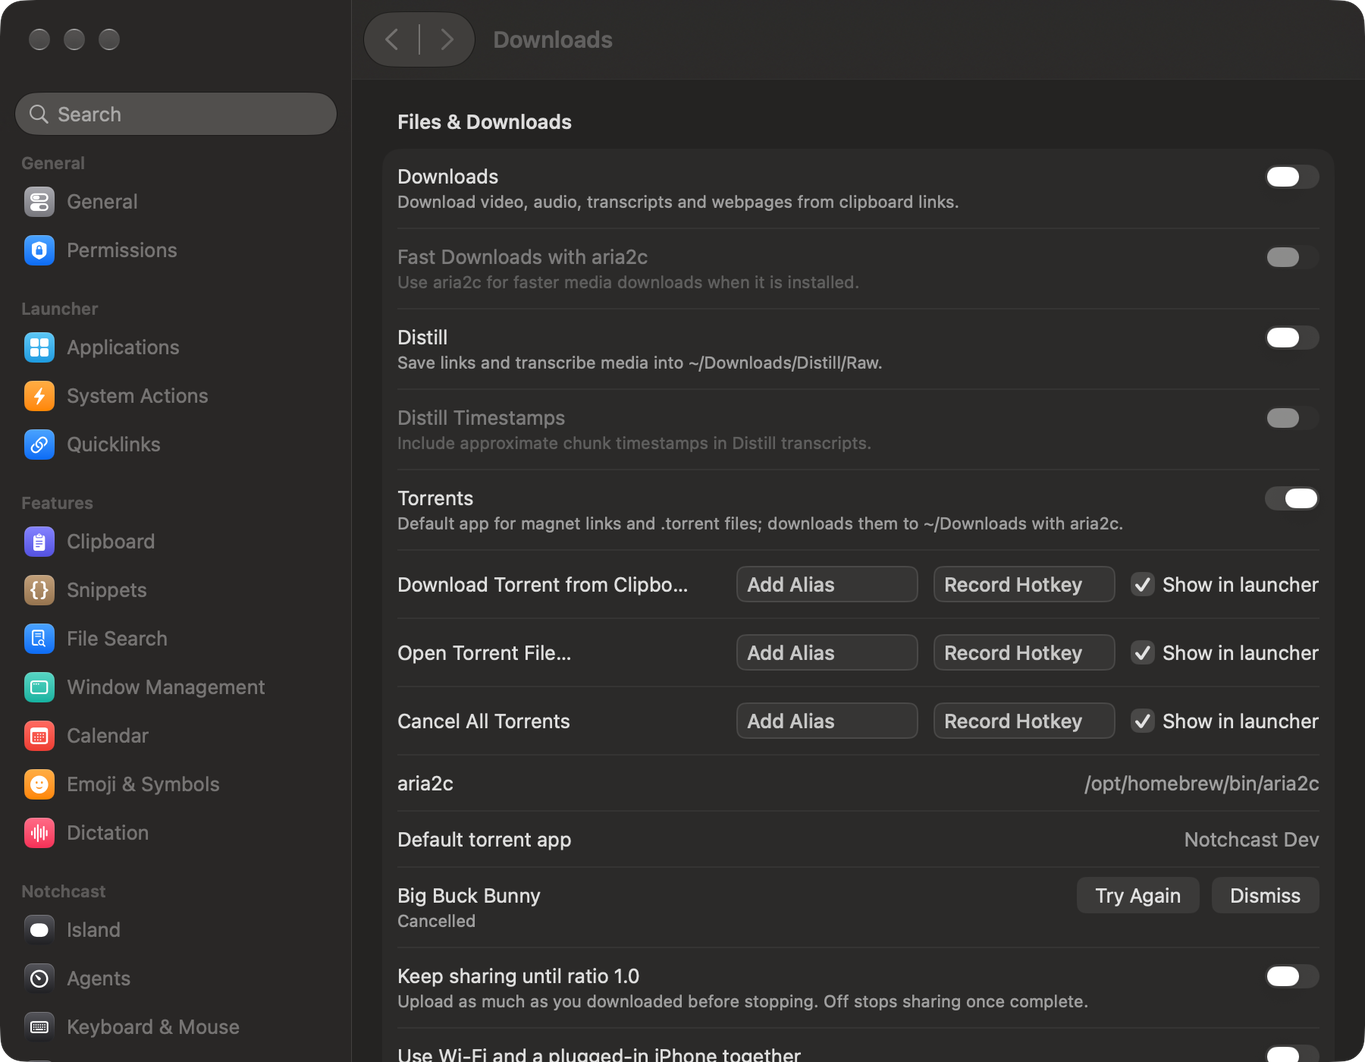 Downloads
Search
General
General
Permissions
Launcher
Applications
System Actions
Quicklinks
Features
Clipboard
Snippets
File Search
Window Management
Calendar
Emoji & Symbols
Dictation
Notchcast
Island
Agents
Keyboard & Mouse
Files & Downloads
Downloads
Download video, audio, transcripts and webpages from clipboard links.
Fast Downloads with aria2c
Use aria2c for faster media downloads when it is installed.
Distill
Save links and transcribe media into ~/Downloads/Distill/Raw.
Distill Timestamps
Include approximate chunk timestamps in Distill transcripts.
Torrents
Default app for magnet links and .torrent files; downloads them to ~/Downloads with aria2c.
Download Torrent from Clipbo... Add Alias Record Hotkey Show in launcher
Open Torrent File... Add Alias Record Hotkey Show in launcher
Cancel All Torrents Add Alias Record Hotkey Show in launcher
aria2c /opt/homebrew/bin/aria2c
Default torrent app Notchcast Dev
Big Buck Bunny Try Again Dismiss
Cancelled
Keep sharing until ratio 1.0
Upload as much as you downloaded before stopping. Off stops sharing once complete.
Use Wi-Fi and a plugged-in iPhone together